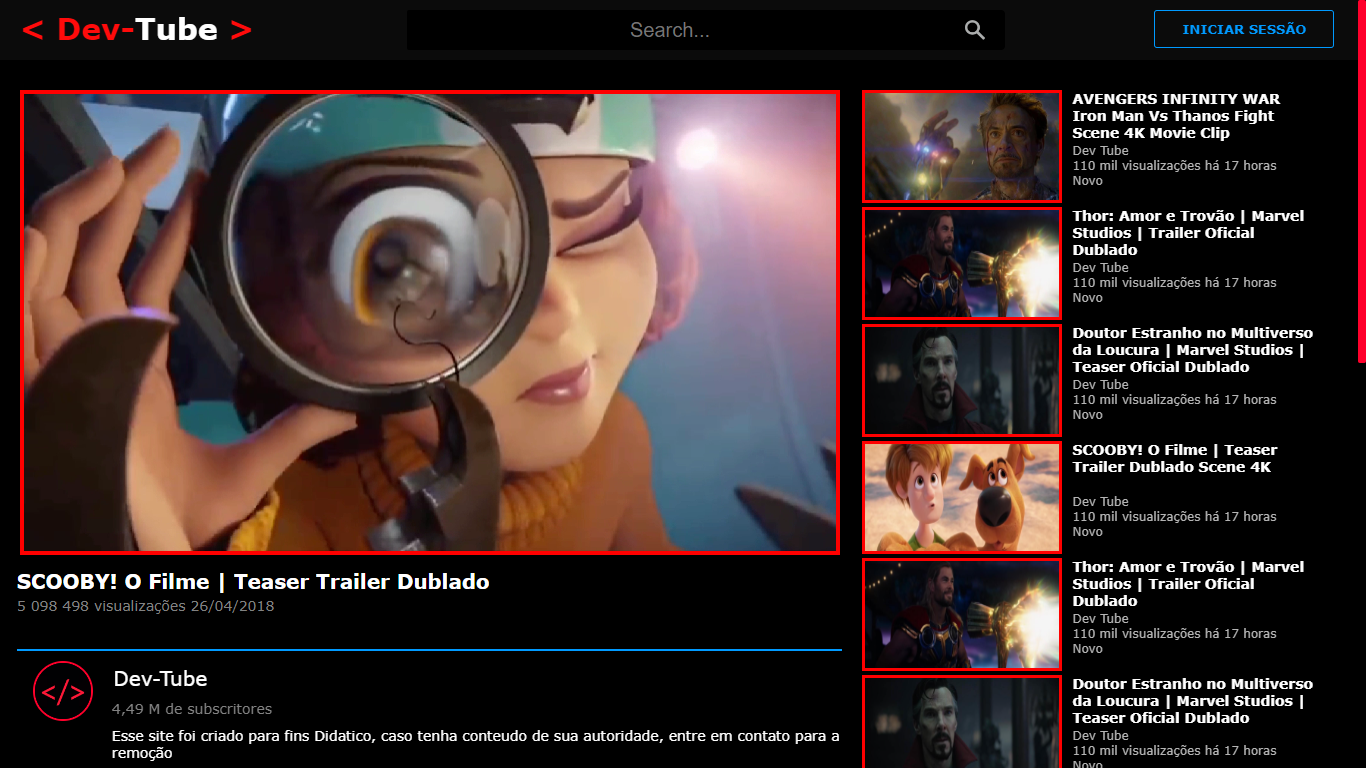 < Dev-Tube >
Search...
INICIAR SESSÃO
SCOOBY! O Filme | Teaser Trailer Dublado
5 098 498 visualizações 26/04/2018
</>
Dev-Tube
4,49 M de subscritores
Esse site foi criado para fins Didatico, caso tenha conteudo de sua autoridade, entre em contato para a
remoção
AVENGERS INFINITY WAR
Iron Man Vs Thanos Fight
Scene 4K Movie Clip
Dev Tube
110 mil visualizações há 17 horas
Novo
Thor: Amor e Trovão | Marvel
Studios | Trailer Oficial
Dublado
Dev Tube
110 mil visualizações há 17 horas
Novo
Doutor Estranho no Multiverso
da Loucura | Marvel Studios |
Teaser Oficial Dublado
Dev Tube
110 mil visualizações há 17 horas
Novo
SCOOBY! O Filme | Teaser
Trailer Dublado Scene 4K
Dev Tube
110 mil visualizações há 17 horas
Novo
Thor: Amor e Trovão | Marvel
Studios | Trailer Oficial
Dublado
Dev Tube
110 mil visualizações há 17 horas
Novo
Doutor Estranho no Multiverso
da Loucura | Marvel Studios |
Teaser Oficial Dublado
Dev Tube
110 mil visualizações há 17 horas
Novo